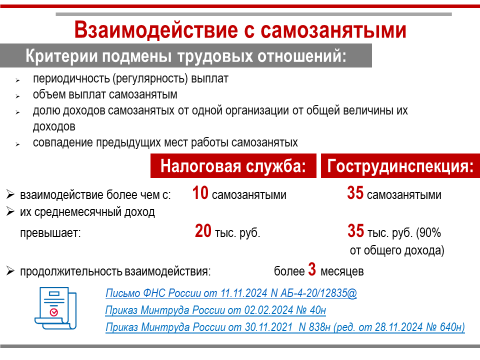 Взаимодействие с самозанятыми
Критерии подмены трудовых отношений:
периодичность (регулярность) выплат
объем выплат самозанятым
долю доходов самозанятых от одной организации от общей величины их
доходов
совпадение предыдущих мест работы самозанятых
Налоговая служба: Гострудинспекция:
взаимодействие более чем с: 10 самозанятыми 35 самозанятыми
их среднемесячный доход
превышает: 20 тыс. руб. 35 тыс. руб. (90%
от общего дохода)
продолжительность взаимодействия: более 3 месяцев
Письмо ФНС России от 11.11.2024 N АБ-4-20/12835@
Приказ Минтруда России от 02.02.2024 № 40н
Приказ Минтруда России от 30.11.2021 N 838н (ред. от 28.11.2024 № 640н)